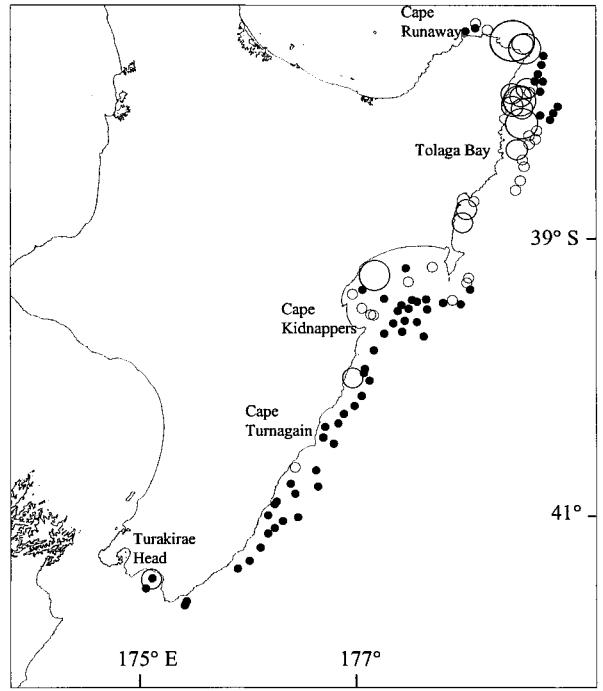 Cape
Runaway
Tolaga Bay
39° S
Cape
Kidnappers
Cape
Turnagain
41°
Turakirae
Head
175° E
177°